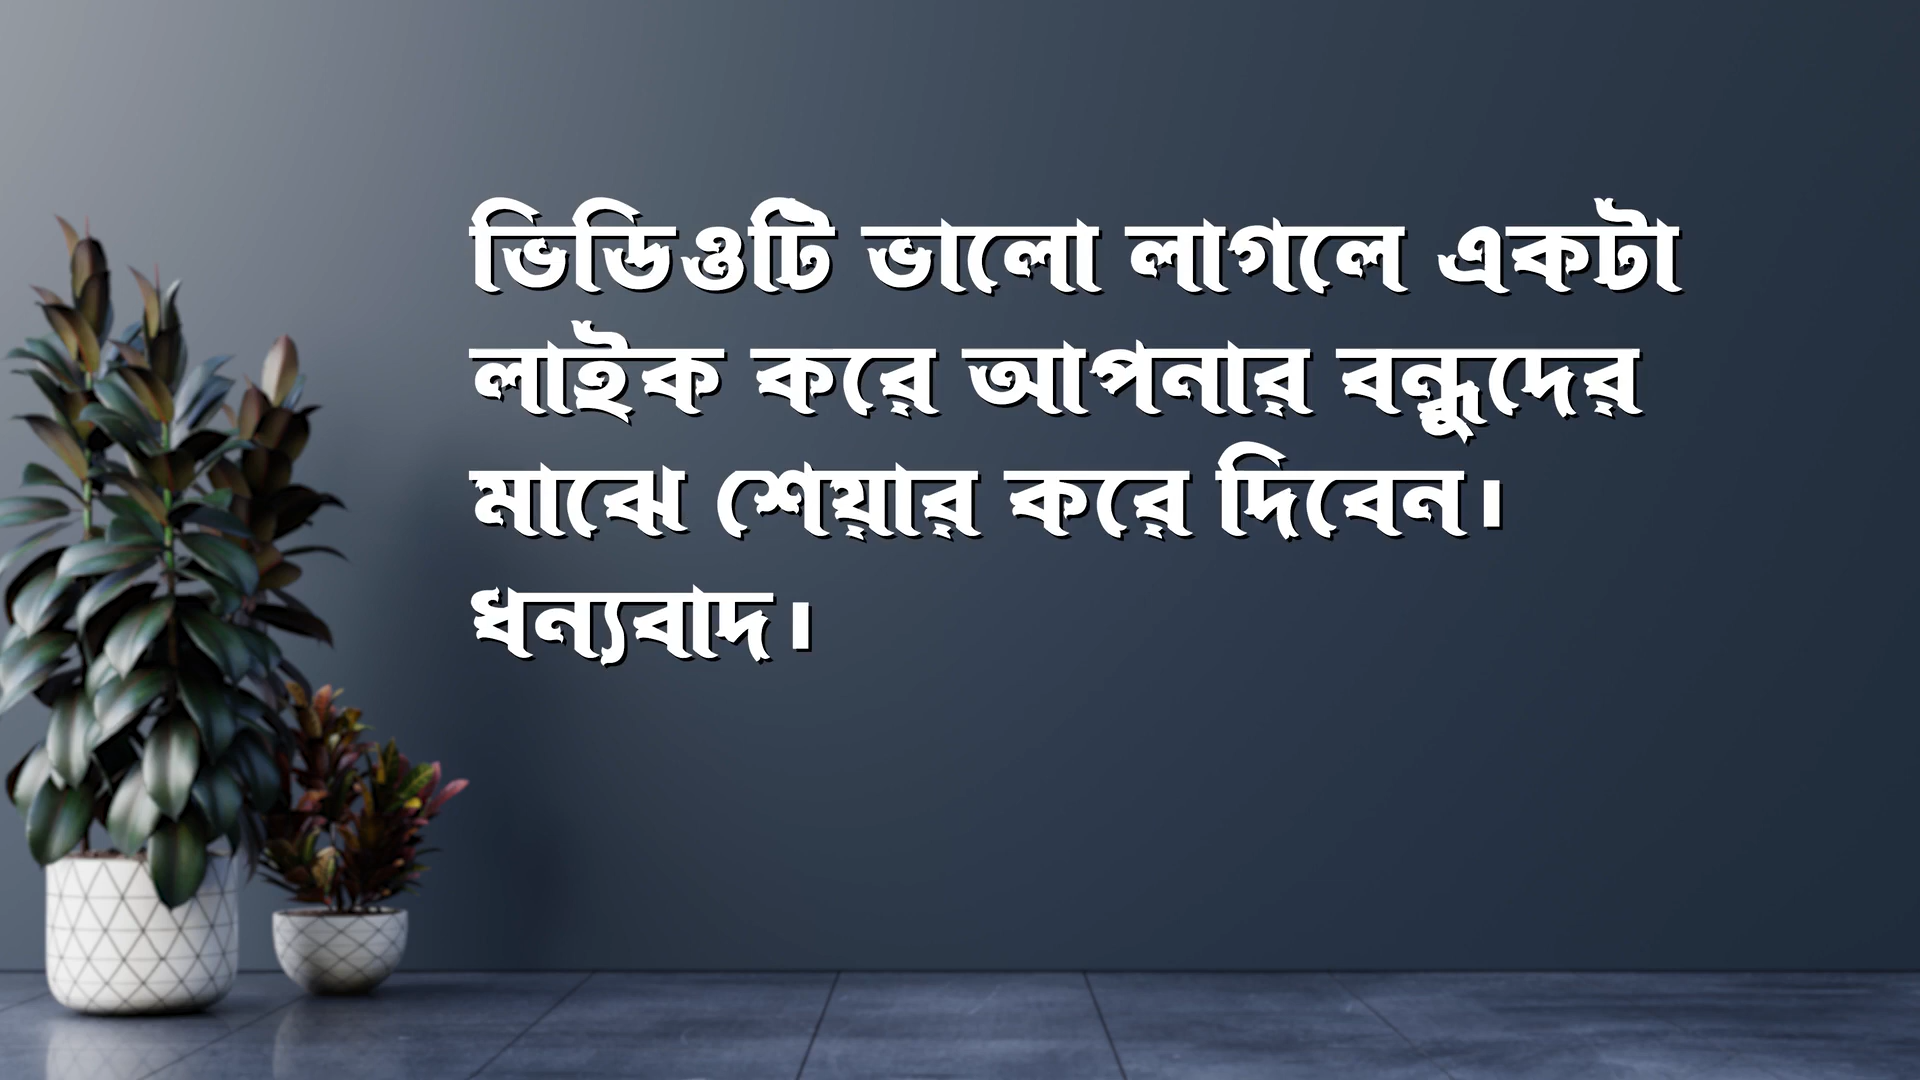 ভিডিওটি ভালো লাগলে একটা
লাইক করে আপনার বন্ধুদের
মাঝে শেয়ার করে দিবেন।
ধন্যবাদ।